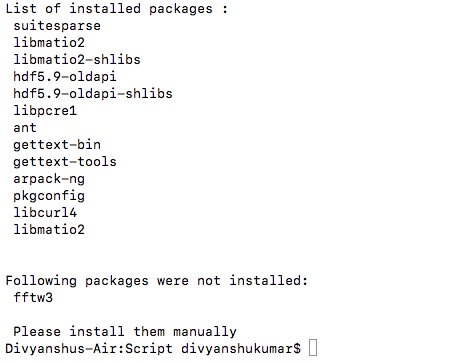 List of installed packages :
suitesparse
libmatio2
libmatio2-shlibs
hdf5.9-oldapi
hdf5.9-oldapi-shlibs
libpcre1
ant
gettext-bin
gettext-tools
arpack-ng
pkgconfig
libcurl4
libmatio2
Following packages were not installed:
fftw3
Please install them manually
Divyanshus-Air:Script divyanshukumar$